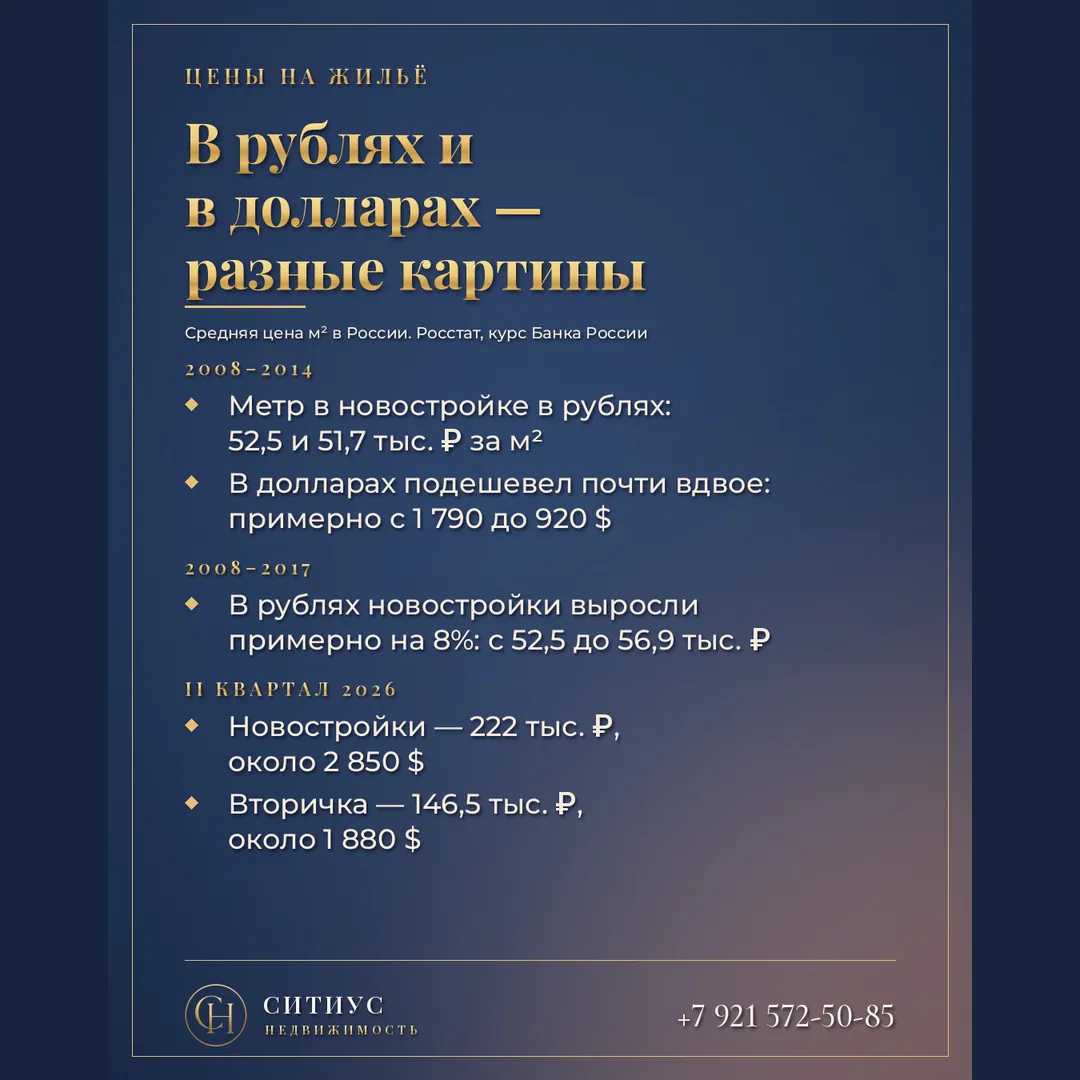 ЦЕНЫ НА ЖИЛЬЁ
В рублях и
в долларах —
разные картины
Средняя цена м² в России. Росстат, курс Банка России
2008–2014
Метр в новостройке в рублях:
52,5 и 51,7 тыс. ₽ за м²
В долларах подешевел почти вдвое:
примерно с 1 790 до 920 $
2008–2017
В рублях новостройки выросли
примерно на 8%: с 52,5 до 56,9 тыс. ₽
II КВАРТАЛ 2026
Новостройки — 222 тыс. ₽,
около 2 850 $
Вторичка — 146,5 тыс. ₽,
около 1 880 $
СИТИУС
НЕДВИЖИМОСТЬ
+7 921 572-50-85